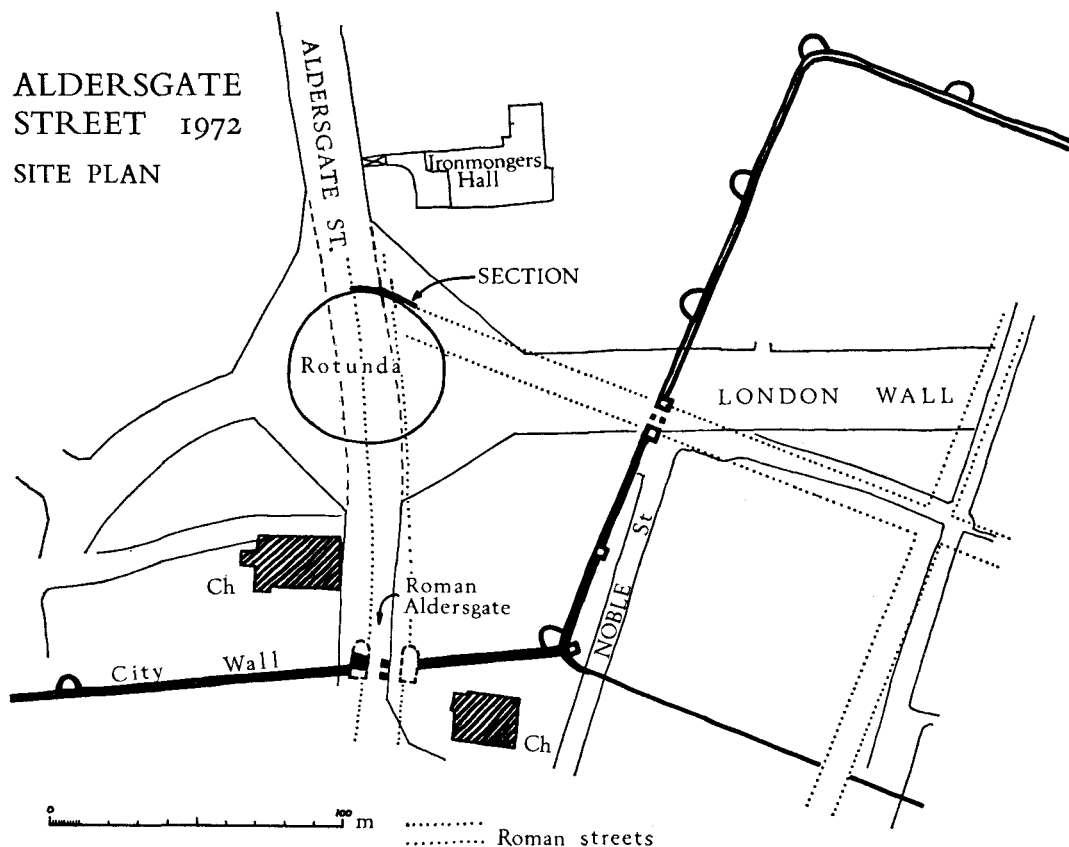 ALDERSGATE
STREET 1972
SITE PLAN
ALDERSGATE ST.
Ironmongers
Hall
SECTION
Rotunda
LONDON WALL
NOBLE St
Ch
Roman
Aldersgate
City Wall
Ch
0 100 m
Roman streets